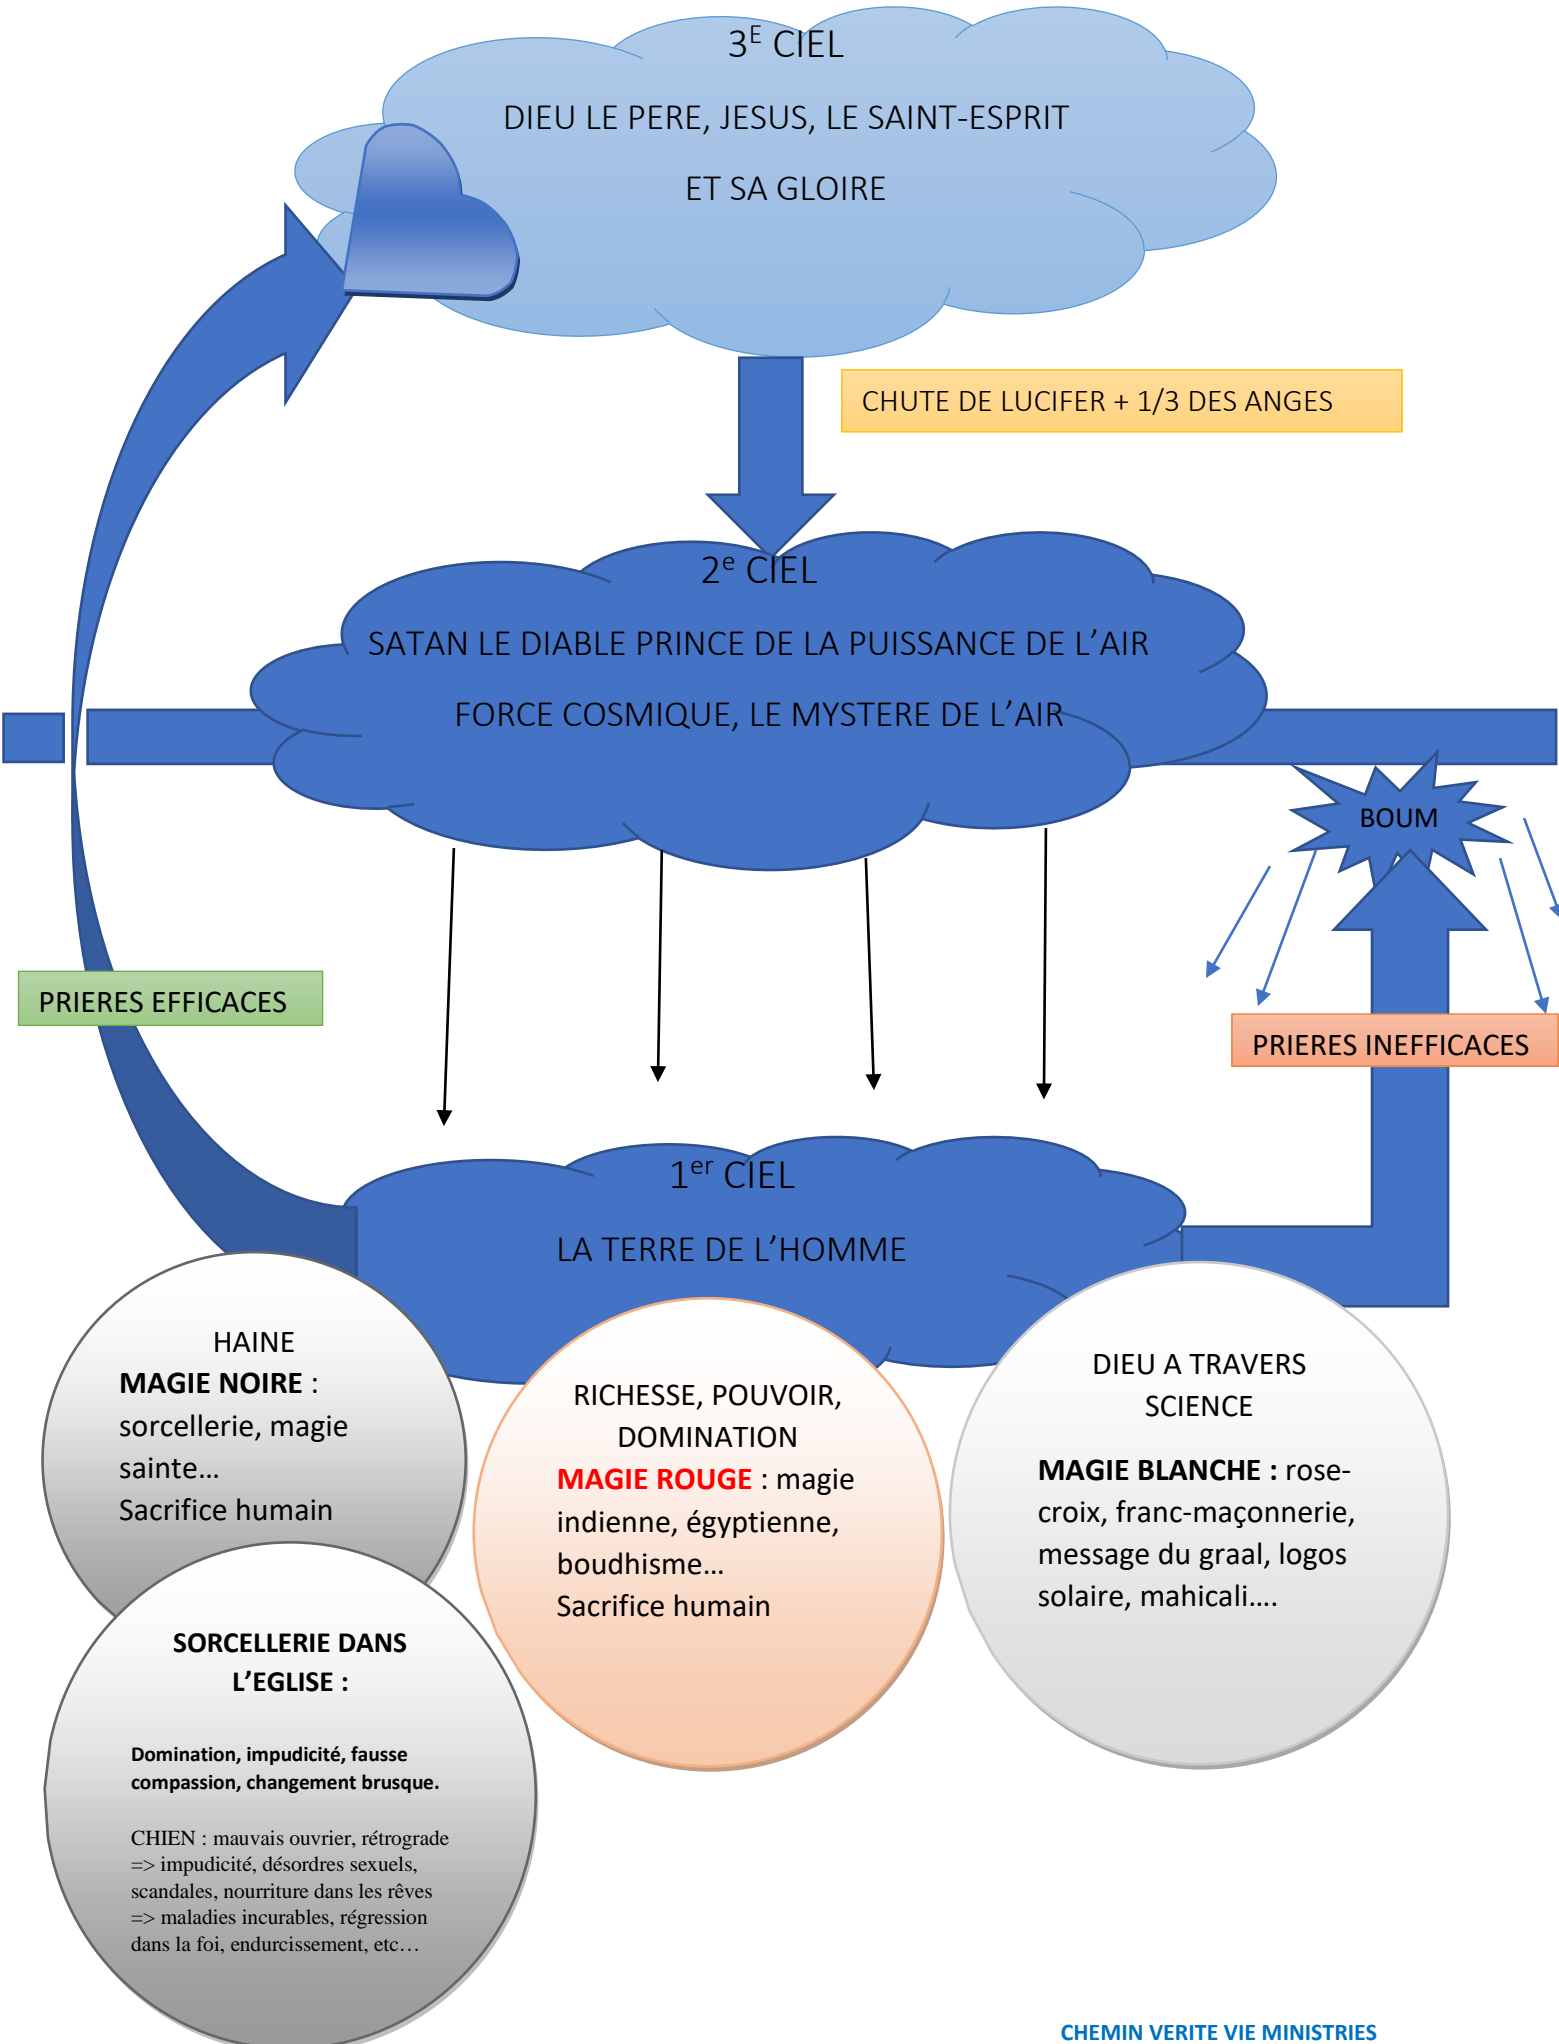 3E CIEL
DIEU LE PERE, JESUS, LE SAINT-ESPRIT
ET SA GLOIRE
CHUTE DE LUCIFER + 1/3 DES ANGES
2e CIEL
SATAN LE DIABLE PRINCE DE LA PUISSANCE DE L’AIR
FORCE COSMIQUE, LE MYSTERE DE L’AIR
BOUM
PRIERES EFFICACES
PRIERES INEFFICACES
1er CIEL
LA TERRE DE L’HOMME
HAINE
MAGIE NOIRE :
sorcellerie, magie
sainte…
Sacrifice humain
RICHESSE, POUVOIR,
DOMINATION
MAGIE ROUGE : magie
indienne, égyptienne,
boudhisme…
Sacrifice humain
DIEU A TRAVERS
SCIENCE
MAGIE BLANCHE : rose-
croix, franc-maçonnerie,
message du graal, logos
solaire, mahicali….
SORCELLERIE DANS
L’EGLISE :
Domination, impudicité, fausse
compassion, changement brusque.
CHIEN : mauvais ouvrier, rétrograde
=> impudicité, désordres sexuels,
scandales, nourriture dans les rêves
=> maladies incurables, régression
dans la foi, endurcissement, etc…
CHEMIN VERITE VIE MINISTRIES